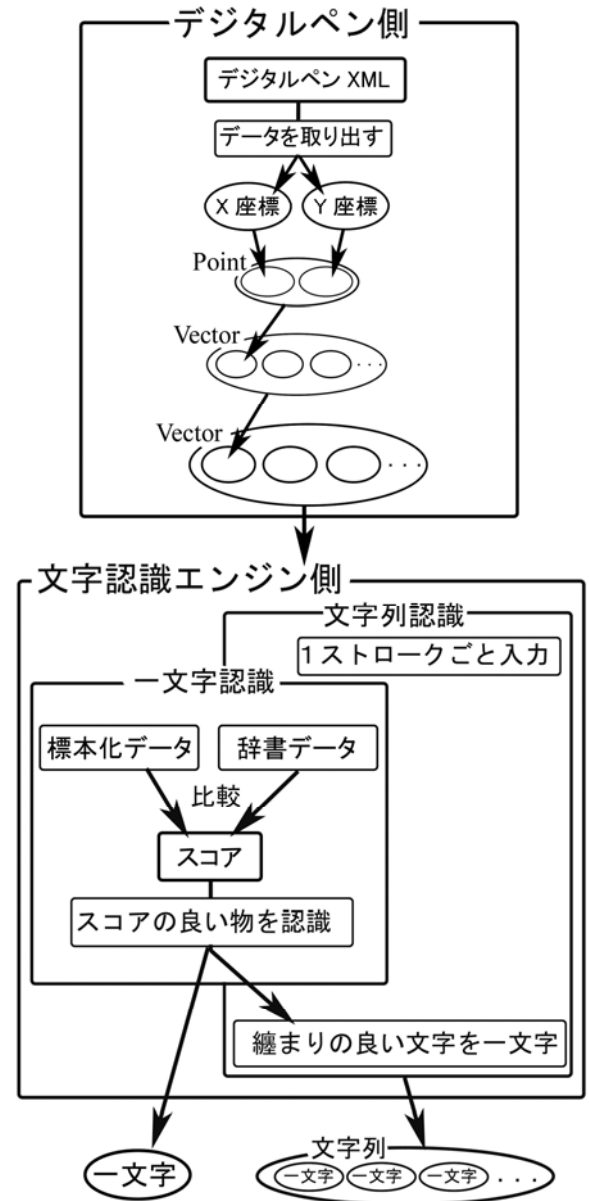 デジタルペン側
デジタルペン XML
データを取り出す
X 座標
Y 座標
Point
Vector
...
Vector
...
文字認識エンジン側
文字列認識
1ストロークごと入力
一文字認識
標本化データ
辞書データ
比較
スコア
スコアの良い物を認識
纏まりの良い文字を一文字
一文字
文字列
一文字 一文字 一文字 ...